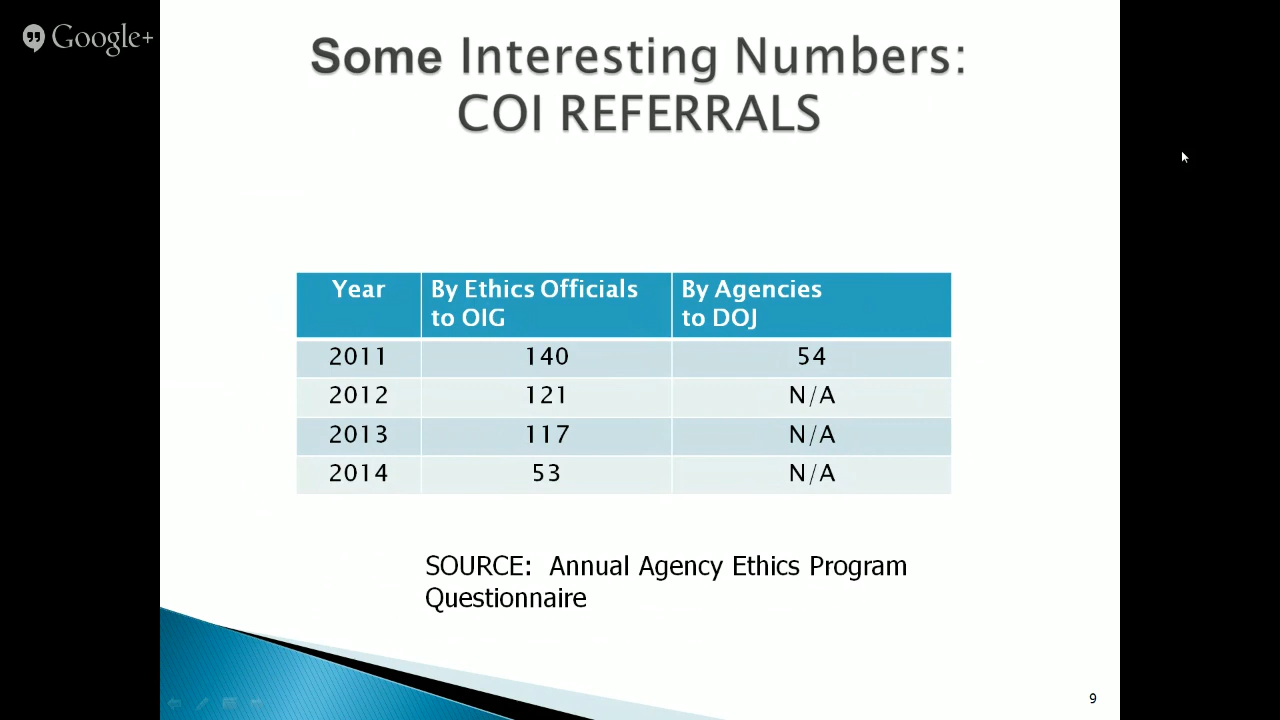 Google+
Some Interesting Numbers:
COI REFERRALS
Year By Ethics Officials to OIG By Agencies to DOJ
2011 140 54
2012 121 N/A
2013 117 N/A
2014 53 N/A
SOURCE: Annual Agency Ethics Program
Questionnaire
9